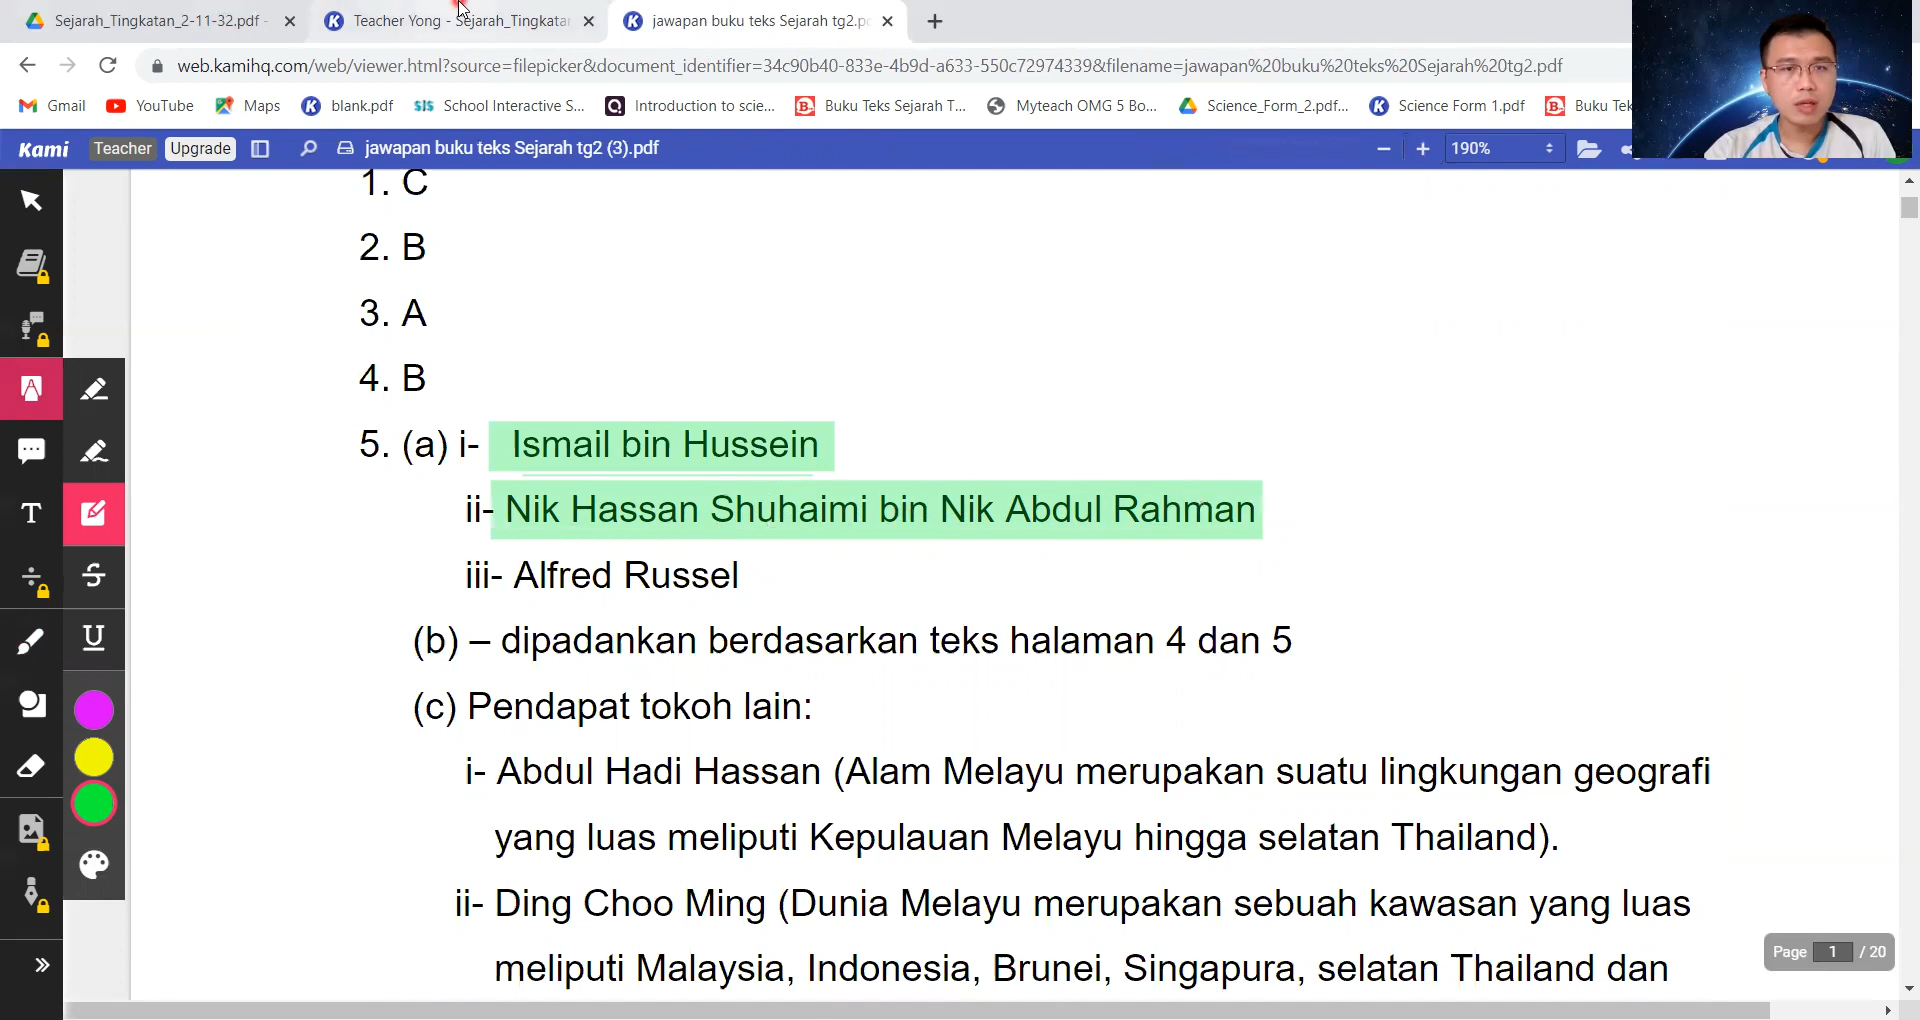 Sejarah_Tingkatan_2-11-32.pdf -
Teacher Yong - Sejarah_Tingkatan
jawapan buku teks Sejarah tg2.p
web.kamihq.com/web/viewer.html?source=filepicker&document_identifier=34c90b40-833e-4b9d-a633-550c72974339&filename=jawapan%20buku%20teks%20Sejarah%20tg2.pdf
Gmail YouTube Maps blank.pdf SIS School Interactive S... Introduction to scie... Buku Teks Sejarah T... Myteach OMG 5 Bo... Science_Form_2.pdf... Science Form 1.pdf Buku Tek
Kami Teacher Upgrade jawapan buku teks Sejarah tg2 (3).pdf 190%
1. C
2. B
3. A
4. B
5. (a) i- Ismail bin Hussein
ii- Nik Hassan Shuhaimi bin Nik Abdul Rahman
iii- Alfred Russel
(b) – dipadankan berdasarkan teks halaman 4 dan 5
(c) Pendapat tokoh lain:
i- Abdul Hadi Hassan (Alam Melayu merupakan suatu lingkungan geografi
yang luas meliputi Kepulauan Melayu hingga selatan Thailand).
ii- Ding Choo Ming (Dunia Melayu merupakan sebuah kawasan yang luas
meliputi Malaysia, Indonesia, Brunei, Singapura, selatan Thailand dan
Page 1 / 20